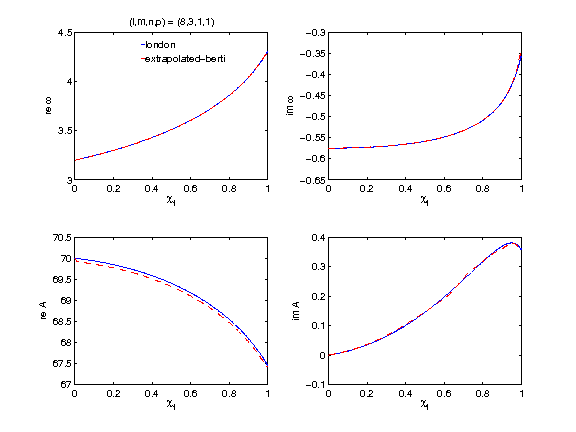 (l,m,n,p) = (8,3,1,1)
4.5
4
3.5
3
re ω
london
extrapolated−berti
0 0.2 0.4 0.6 0.8 1
χf
−0.3
−0.35
−0.4
−0.45
−0.5
−0.55
−0.6
−0.65
im ω
0 0.2 0.4 0.6 0.8 1
χf
70.5
70
69.5
69
68.5
68
67.5
67
re A
0 0.2 0.4 0.6 0.8 1
χf
0.4
0.3
0.2
0.1
0
−0.1
im A
0 0.2 0.4 0.6 0.8 1
χf